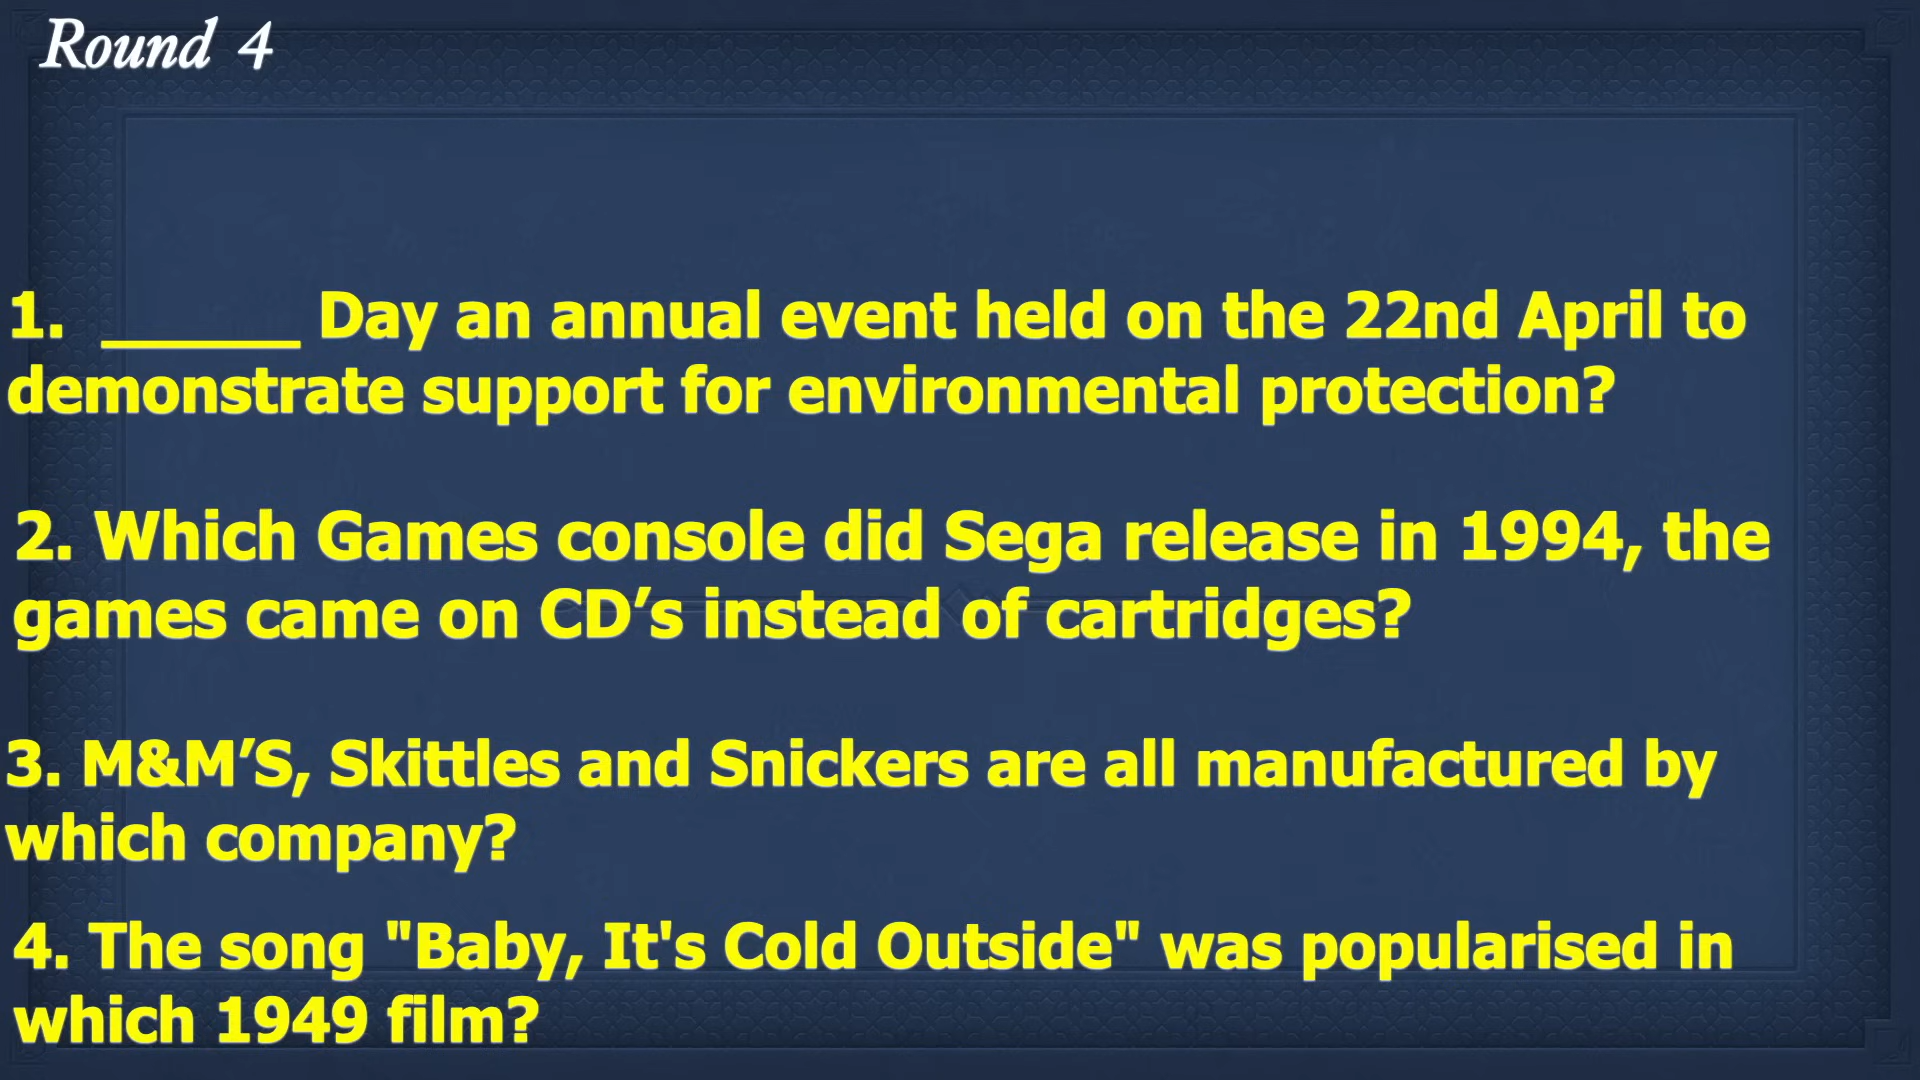 Round 4
1. _____ Day an annual event held on the 22nd April to
demonstrate support for environmental protection?
2. Which Games console did Sega release in 1994, the
games came on CD’s instead of cartridges?
3. M&M’S, Skittles and Snickers are all manufactured by
which company?
4. The song "Baby, It's Cold Outside" was popularised in
which 1949 film?